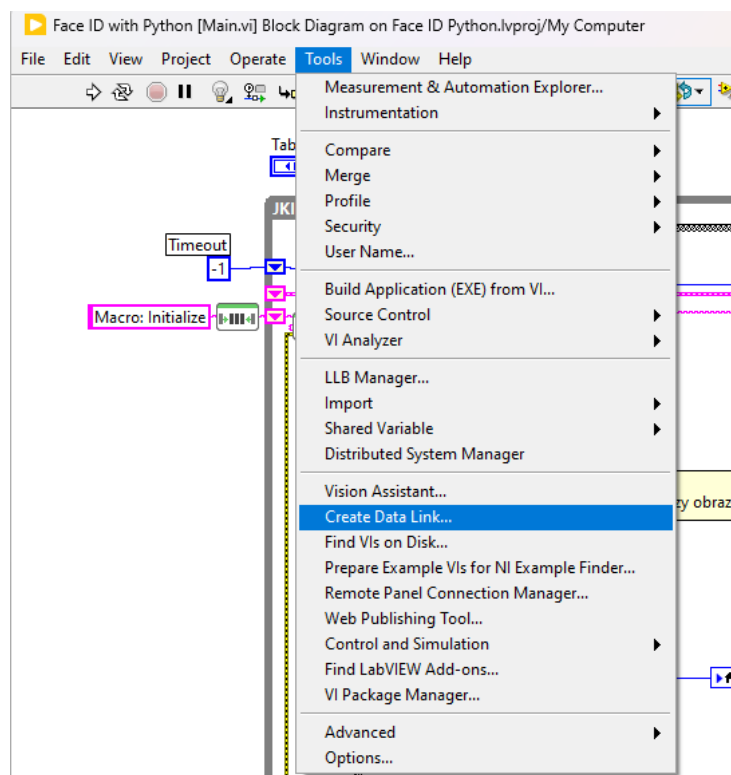 Face ID with Python [Main.vi] Block Diagram on Face ID Python.lvproj/My Computer
File Edit View Project Operate Tools Window Help
Measurement & Automation Explorer...
Instrumentation
Tab
Compare
Merge
Profile
JKI
Security
Timeout
User Name...
-1
Build Application (EXE) from VI...
Macro: Initialize
Source Control
VI Analyzer
LLB Manager...
Import
Shared Variable
Distributed System Manager
Vision Assistant...
zy obraz
Create Data Link...
Find VIs on Disk...
Prepare Example VIs for NI Example Finder...
Remote Panel Connection Manager...
Web Publishing Tool...
Control and Simulation
Find LabVIEW Add-ons...
VI Package Manager...
Advanced
Options...